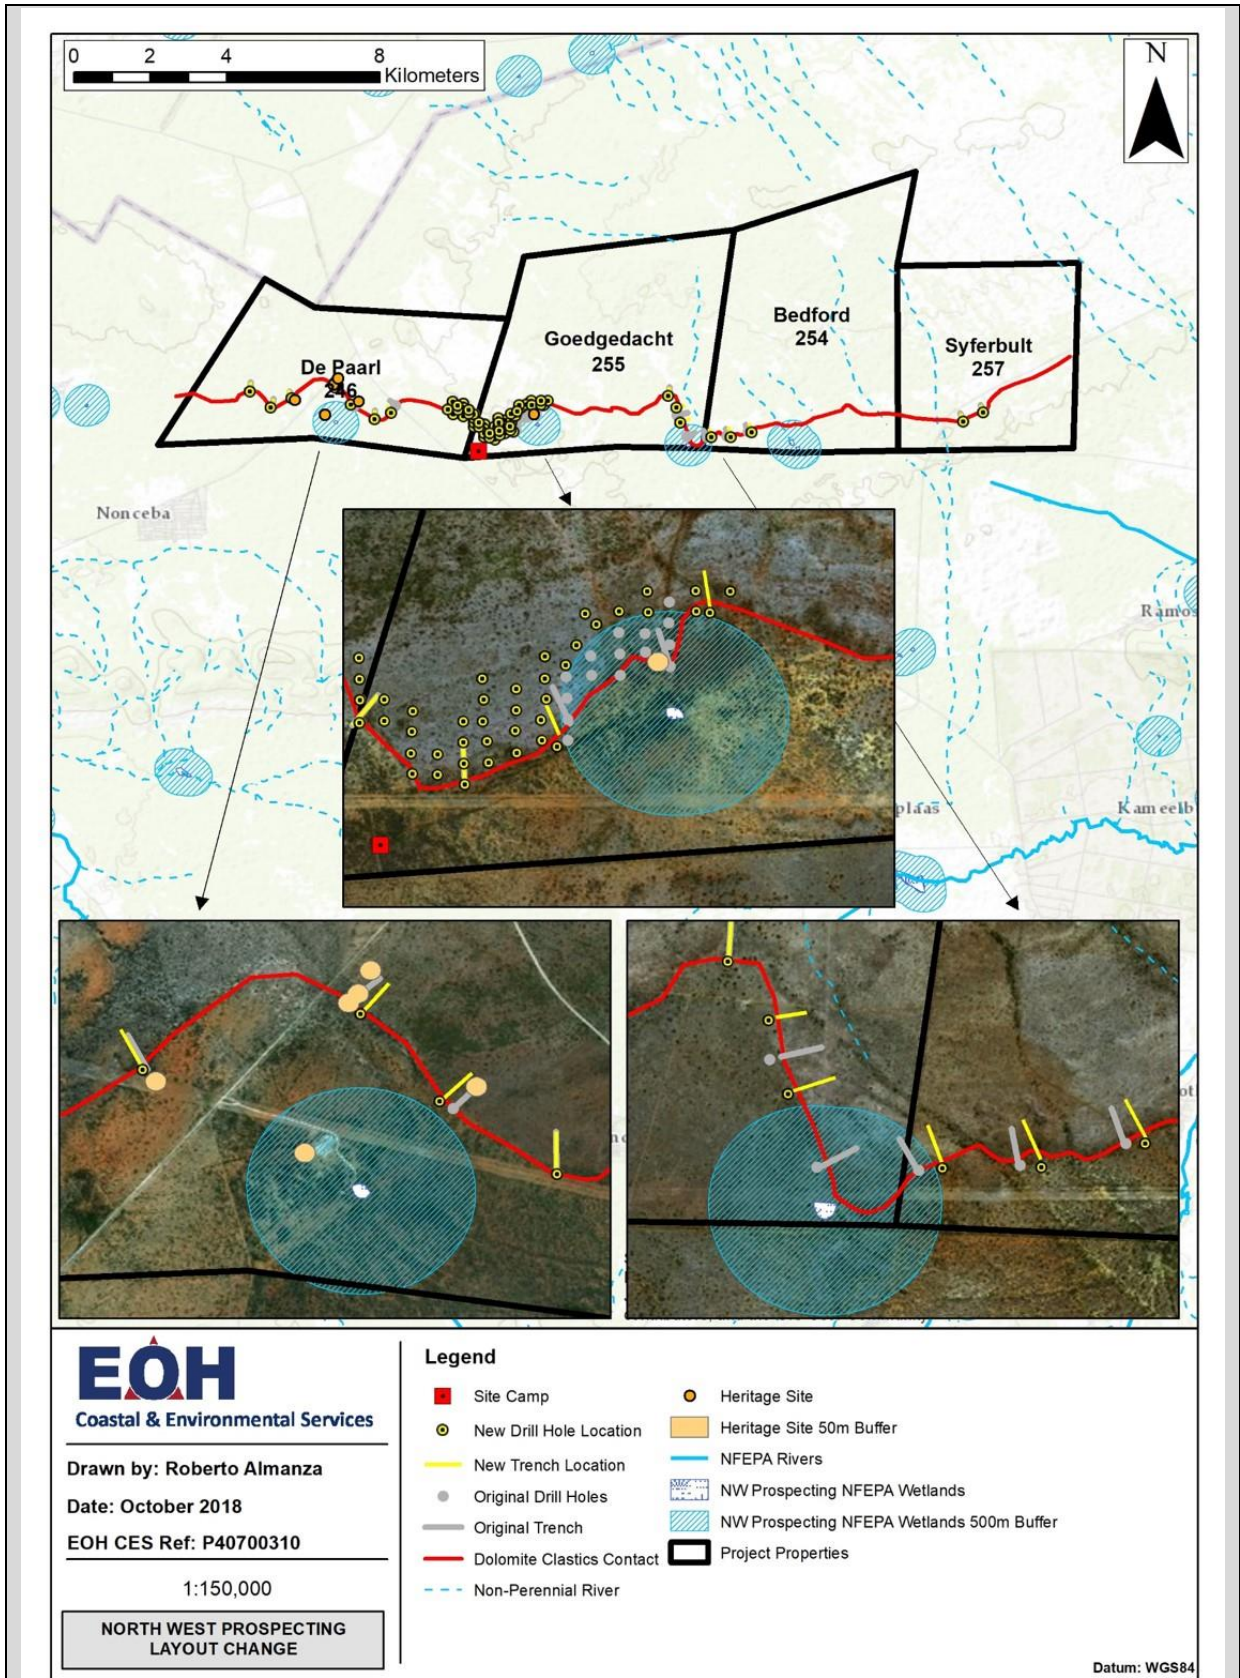 0 2 4 8
Kilometers
N
Bedford
254
Goedgedacht
255
Syferbult
257
De Paarl
246
Nonceba
Ramos
plaas
Kameelb
EOH
Coastal & Environmental Services
Drawn by: Roberto Almanza
Date: October 2018
EOH CES Ref: P40700310
1:150,000
NORTH WEST PROSPECTING
LAYOUT CHANGE
Legend
Site Camp
New Drill Hole Location
New Trench Location
Original Drill Holes
Original Trench
Dolomite Clastics Contact
Non-Perennial River
Heritage Site
Heritage Site 50m Buffer
NFEPA Rivers
NW Prospecting NFEPA Wetlands
NW Prospecting NFEPA Wetlands 500m Buffer
Project Properties
Datum: WGS84